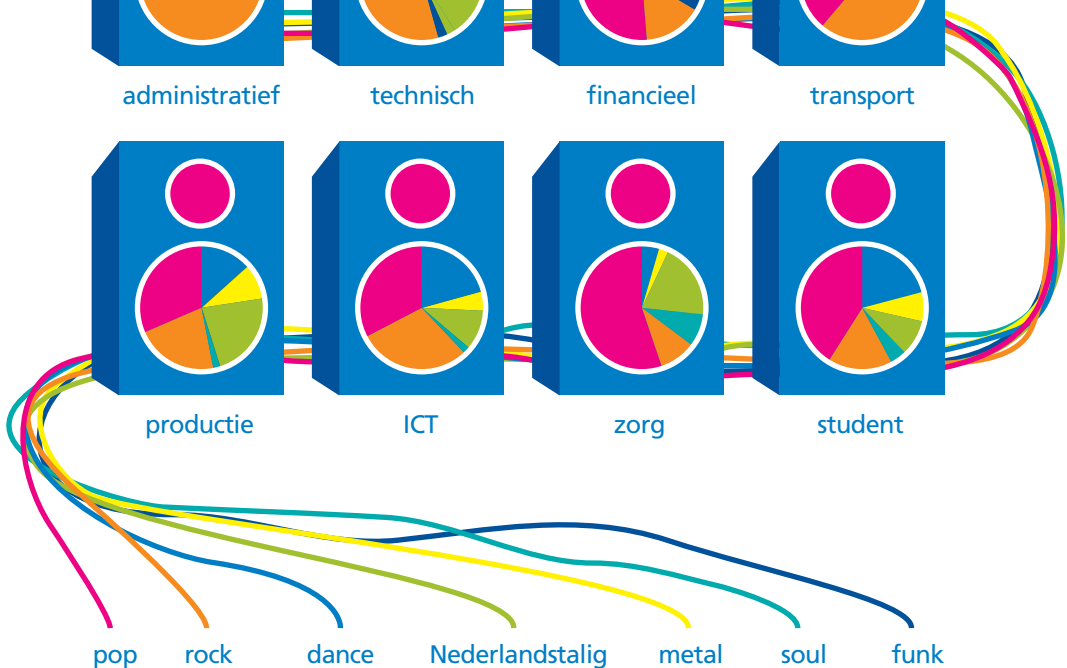 administratief technisch financieel transport
productie ICT zorg student
pop rock dance Nederlandstalig metal soul funk